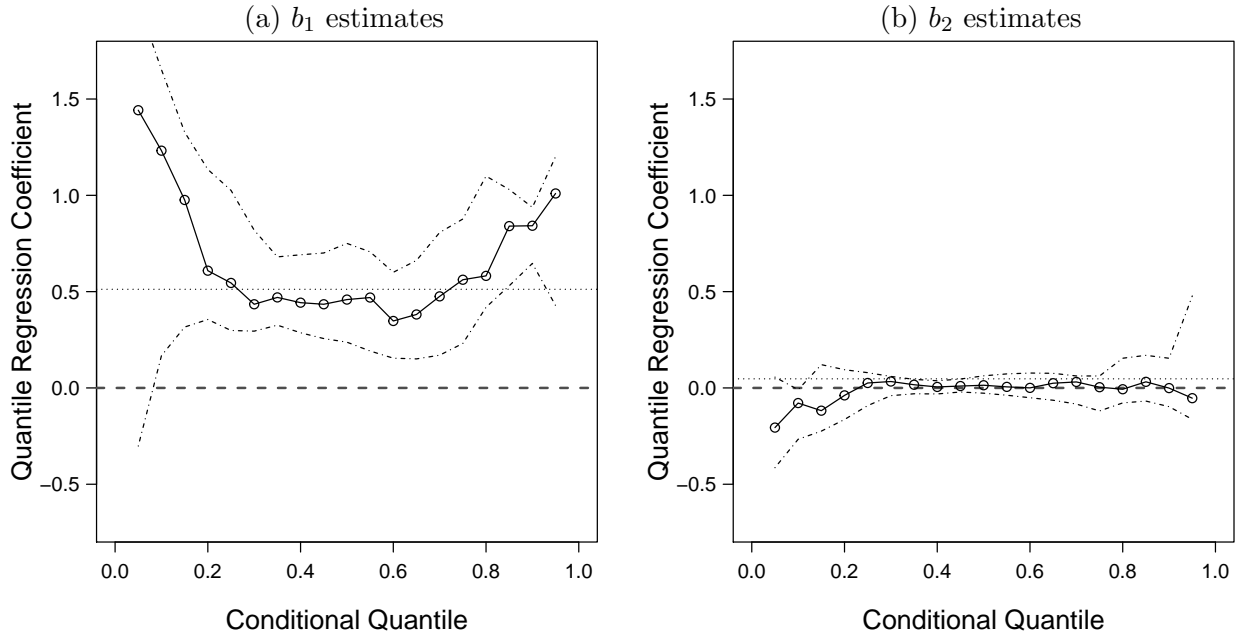 (a) b₁ estimates
Quantile Regression Coefficient
1.5
1.0
0.5
0.0
−0.5
0.0 0.2 0.4 0.6 0.8 1.0
Conditional Quantile
(b) b₂ estimates
Quantile Regression Coefficient
1.5
1.0
0.5
0.0
−0.5
0.0 0.2 0.4 0.6 0.8 1.0
Conditional Quantile